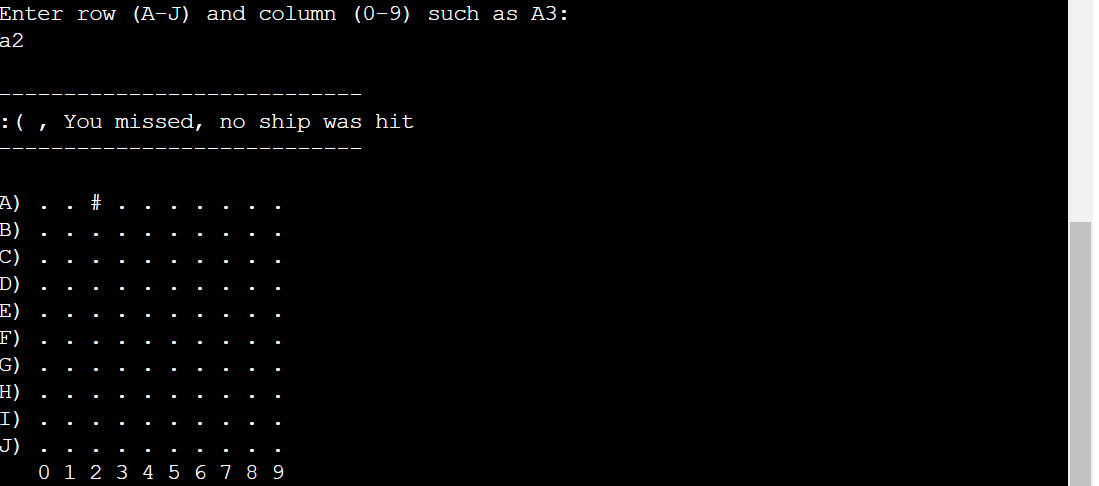 Enter row (A-J) and column (0-9) such as A3:
a2
----------------------------
:( , You missed, no ship was hit
----------------------------
A) . . # . . . . . . .
B) . . . . . . . . . .
C) . . . . . . . . . .
D) . . . . . . . . . .
E) . . . . . . . . . .
F) . . . . . . . . . .
G) . . . . . . . . . .
H) . . . . . . . . . .
I) . . . . . . . . . .
J) . . . . . . . . . .
0 1 2 3 4 5 6 7 8 9